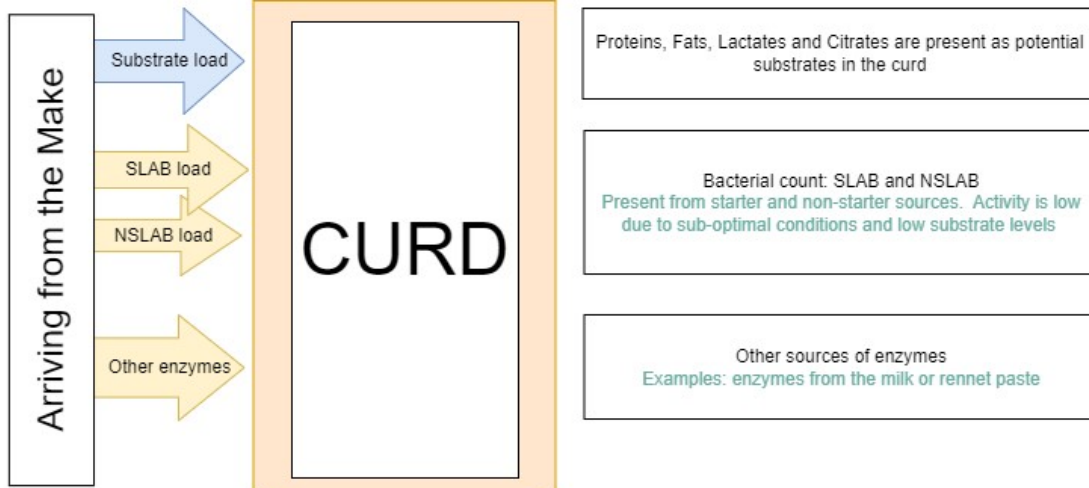 Arriving from the Make
Substrate load
SLAB load
NSLAB load
Other enzymes
CURD
Proteins, Fats, Lactates and Citrates are present as potential
substrates in the curd
Bacterial count: SLAB and NSLAB
Present from starter and non-starter sources.  Activity is low
due to sub-optimal conditions and low substrate levels
Other sources of enzymes
Examples: enzymes from the milk or rennet paste